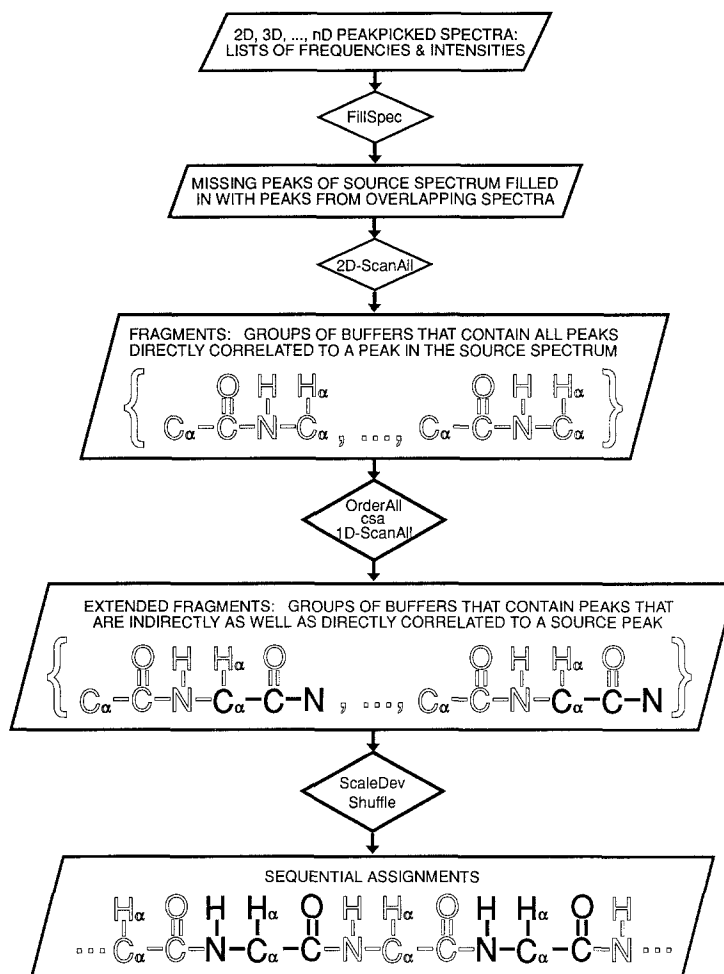 2D, 3D, ..., nD PEAKPICKED SPECTRA:
LISTS OF FREQUENCIES & INTENSITIES
FillSpec
MISSING PEAKS OF SOURCE SPECTRUM FILLED
IN WITH PEAKS FROM OVERLAPPING SPECTRA
2D-ScanAll
FRAGMENTS: GROUPS OF BUFFERS THAT CONTAIN ALL PEAKS
DIRECTLY CORRELATED TO A PEAK IN THE SOURCE SPECTRUM
O H Hα O H Hα
{ Cα-C-N-Cα , ..., Cα-C-N-Cα }
OrderAll
csa
1D-ScanAll
EXTENDED FRAGMENTS: GROUPS OF BUFFERS THAT CONTAIN PEAKS THAT
ARE INDIRECTLY AS WELL AS DIRECTLY CORRELATED TO A SOURCE PEAK
O H Hα O O H Hα O
{ Cα-C-N-Cα-C-N , ..., Cα-C-N-Cα-C-N }
ScaleDev
Shuffle
SEQUENTIAL ASSIGNMENTS
Hα O H Hα O H Hα O H Hα O H
...Cα-C-N-Cα-C-N-Cα-C-N-Cα-C-N...